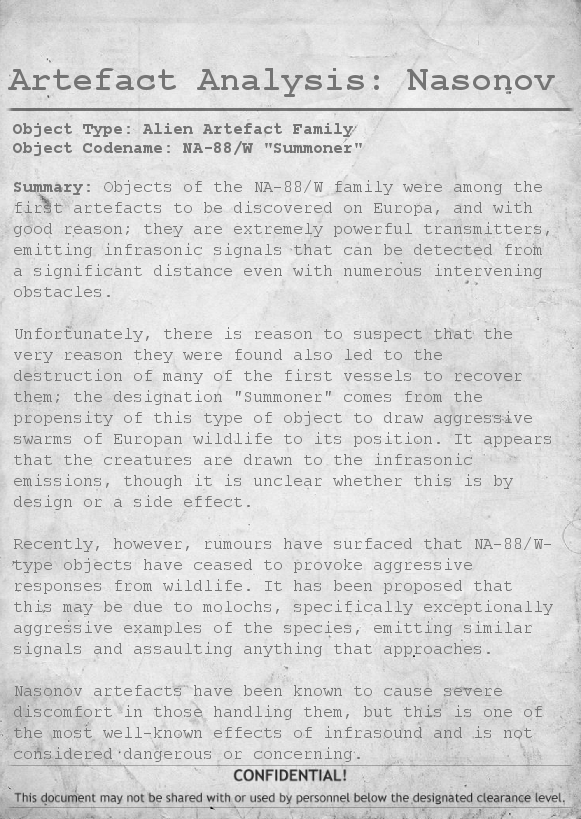 Artefact Analysis: Nasonov
Object Type: Alien Artefact Family
Object Codename: NA-88/W "Summoner"
Summary: Objects of the NA-88/W family were among the
first artefacts to be discovered on Europa, and with
good reason; they are extremely powerful transmitters,
emitting infrasonic signals that can be detected from
a significant distance even with numerous intervening
obstacles.
Unfortunately, there is reason to suspect that the
very reason they were found also led to the
destruction of many of the first vessels to recover
them; the designation "Summoner" comes from the
propensity of this type of object to draw aggressive
swarms of Europan wildlife to its position. It appears
that the creatures are drawn to the infrasonic
emissions, though it is unclear whether this is by
design or a side effect.
Recently, however, rumours have surfaced that NA-88/W-
type objects have ceased to provoke aggressive
responses from wildlife. It has been proposed that
this may be due to molochs, specifically exceptionally
aggressive examples of the species, emitting similar
signals and assaulting anything that approaches.
Nasonov artefacts have been known to cause severe
discomfort in those handling them, but this is one of
the most well-known effects of infrasound and is not
considered dangerous or concerning.
CONFIDENTIAL!
This document may not be shared with or used by personnel below the designated clearance level.